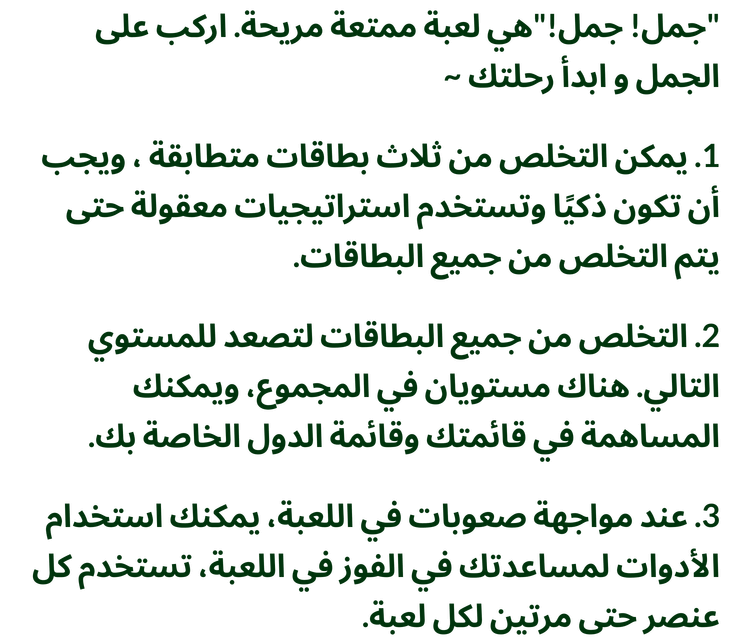 "جمل! جمل!"هي لعبة ممتعة مريحة. اركب على
الجمل و ابدأ رحلتك ~
1. يمكن التخلص من ثلاث بطاقات متطابقة ، ويجب
أن تكون ذكيًا وتستخدم استراتيجيات معقولة حتى
يتم التخلص من جميع البطاقات.
2. التخلص من جميع البطاقات لتصعد للمستوي
التالي. هناك مستويان في المجموع، ويمكنك
المساهمة في قائمتك وقائمة الدول الخاصة بك.
3. عند مواجهة صعوبات في اللعبة، يمكنك استخدام
الأدوات لمساعدتك في الفوز في اللعبة، تستخدم كل
عنصر حتى مرتين لكل لعبة.